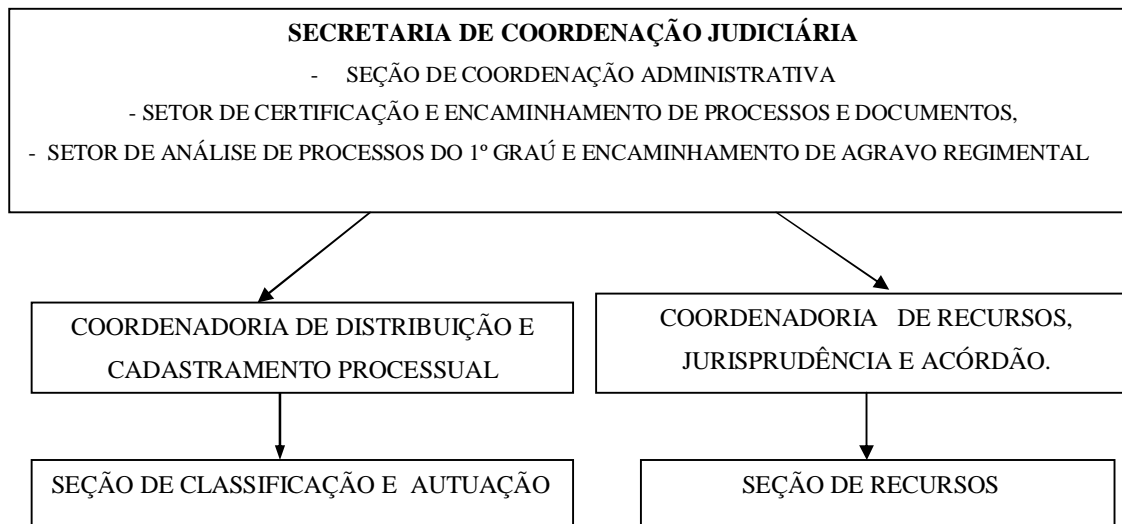 SECRETARIA DE COORDENAÇÃO JUDICIÁRIA
- SEÇÃO DE COORDENAÇÃO ADMINISTRATIVA
- SETOR DE CERTIFICAÇÃO E ENCAMINHAMENTO DE PROCESSOS E DOCUMENTOS,
- SETOR DE ANÁLISE DE PROCESSOS DO 1º GRAÚ E ENCAMINHAMENTO DE AGRAVO REGIMENTAL
COORDENADORIA DE DISTRIBUIÇÃO E
CADASTRAMENTO PROCESSUAL
COORDENADORIA DE RECURSOS,
JURISPRUDÊNCIA E ACÓRDÃO.
SEÇÃO DE CLASSIFICAÇÃO E AUTUAÇÃO
SEÇÃO DE RECURSOS